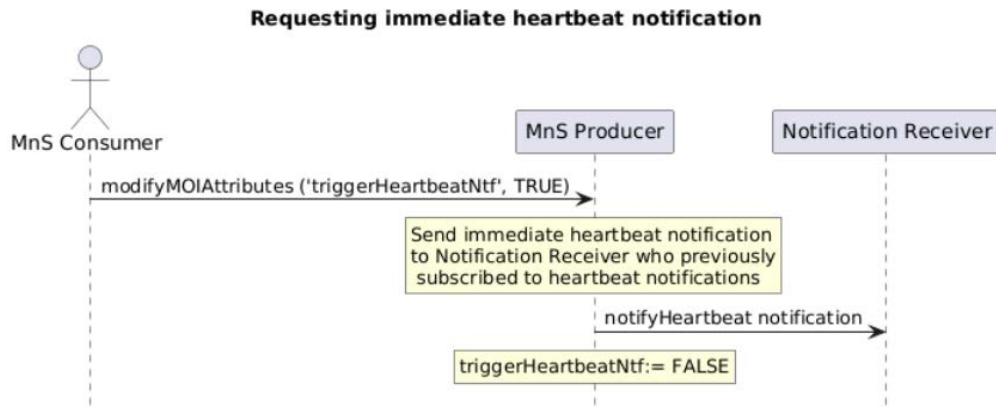 Requesting immediate heartbeat notification
MnS Consumer
MnS Producer
Notification Receiver
modifyMOIAttributes ('triggerHeartbeatNtf', TRUE)
Send immediate heartbeat notification
to Notification Receiver who previously
subscribed to heartbeat notifications
notifyHeartbeat notification
triggerHeartbeatNtf:= FALSE